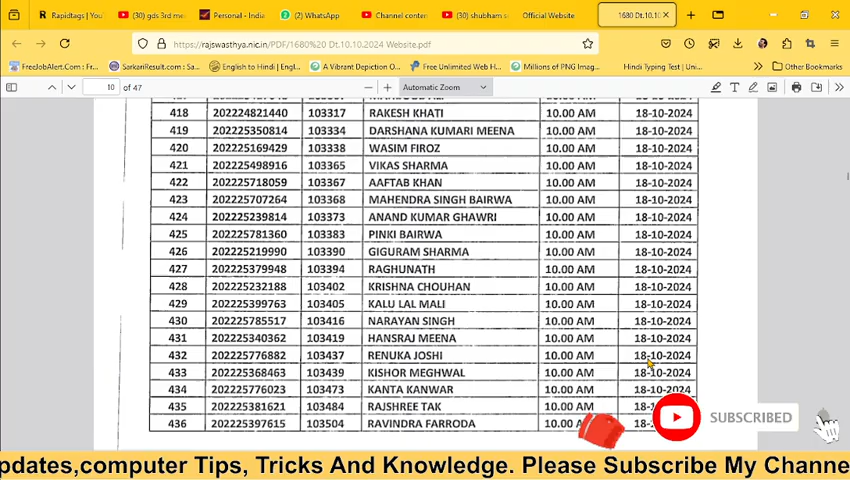 Rapidtags | You
(30) gds 3rd me
Personal - India
(2) WhatsApp
Channel conten
(30) shubham s
Official Website
1680 Dt.10.10.2
https://rajswasthya.nic.in/PDF/1680%20 Dt.10.10.2024 Website.pdf
FreeJobAlert.Com : Fr...
SarkariResult.com : Sa...
English to Hindi | Engl...
A Vibrant Depiction O...
Free Unlimited Web H...
Millions of PNG Imag...
Hindi Typing Test | Uni...
Other Bookmarks
10 of 47
Automatic Zoom
418 202224821440 103317 RAKESH KHATI 10.00 AM 18-10-2024
419 202225350814 103334 DARSHANA KUMARI MEENA 10.00 AM 18-10-2024
420 202225169429 103338 WASIM FIROZ 10.00 AM 18-10-2024
421 202225498916 103365 VIKAS SHARMA 10.00 AM 18-10-2024
422 202225718059 103367 AAFTAB KHAN 10.00 AM 18-10-2024
423 202225707264 103368 MAHENDRA SINGH BAIRWA 10.00 AM 18-10-2024
424 202225239814 103373 ANAND KUMAR GHAWRI 10.00 AM 18-10-2024
425 202225781360 103383 PINKI BAIRWA 10.00 AM 18-10-2024
426 202225219990 103390 GIGURAM SHARMA 10.00 AM 18-10-2024
427 202225379948 103394 RAGHUNATH 10.00 AM 18-10-2024
428 202225232188 103402 KRISHNA CHOUHAN 10.00 AM 18-10-2024
429 202225399763 103405 KALU LAL MALI 10.00 AM 18-10-2024
430 202225785517 103416 NARAYAN SINGH 10.00 AM 18-10-2024
431 202225340362 103419 HANSRAJ MEENA 10.00 AM 18-10-2024
432 202225776882 103437 RENUKA JOSHI 10.00 AM 18-10-2024
433 202225368463 103439 KISHOR MEGHWAL 10.00 AM 18-10-2024
434 202225776023 103473 KANTA KANWAR 10.00 AM 18-10-2024
435 202225381621 103484 RAJSHREE TAK 10.00 AM 18-1
436 202225397615 103504 RAVINDRA FARRODA 10.00 A 18-1
SUBSCRIBED
pdates,computer Tips, Tricks And Knowledge. Please Subscribe My Channe